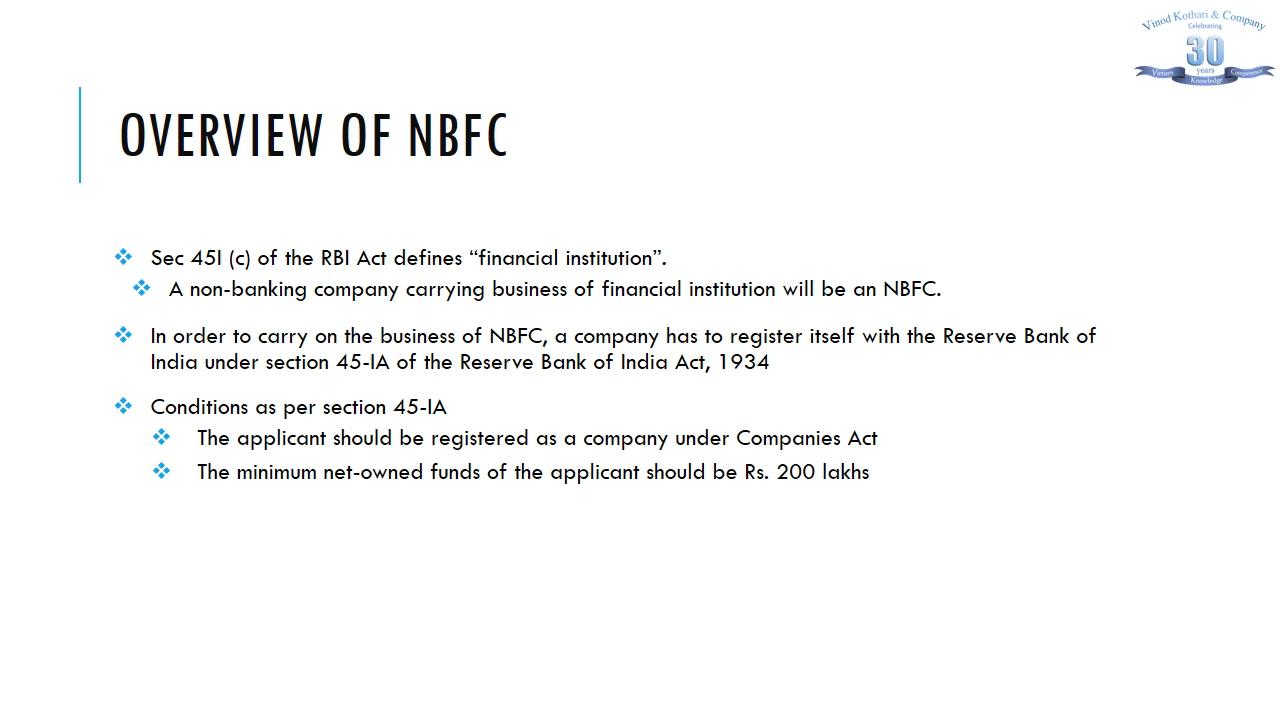 Vinod Kothari & Company
Celebrating
30
years
Virtues
Knowledge
Competence
OVERVIEW OF NBFC
Sec 45I (c) of the RBI Act defines “financial institution”.
A non-banking company carrying business of financial institution will be an NBFC.
In order to carry on the business of NBFC, a company has to register itself with the Reserve Bank of
India under section 45-IA of the Reserve Bank of India Act, 1934
Conditions as per section 45-IA
The applicant should be registered as a company under Companies Act
The minimum net-owned funds of the applicant should be Rs. 200 lakhs